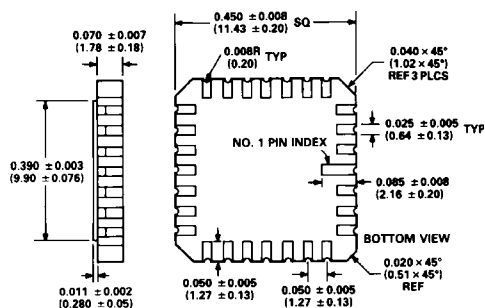 0.450 ±0.008 SQ
(11.43 ±0.20)
0.070 ±0.007
(1.78 ±0.18)
0.008R TYP
(0.20)
0.040 × 45°
(1.02 × 45°)
REF 3 PLCS
0.025 ±0.005 TYP
(0.64 ±0.13)
NO. 1 PIN INDEX
0.390 ±0.003
(9.90 ±0.076)
0.085 ±0.008
(2.16 ±0.20)
BOTTOM VIEW
0.020 × 45°
(0.51 × 45°)
REF
0.011 ±0.002
(0.280 ±0.05)
0.050 ±0.005
(1.27 ±0.13)
0.050 ±0.005
(1.27 ±0.13)